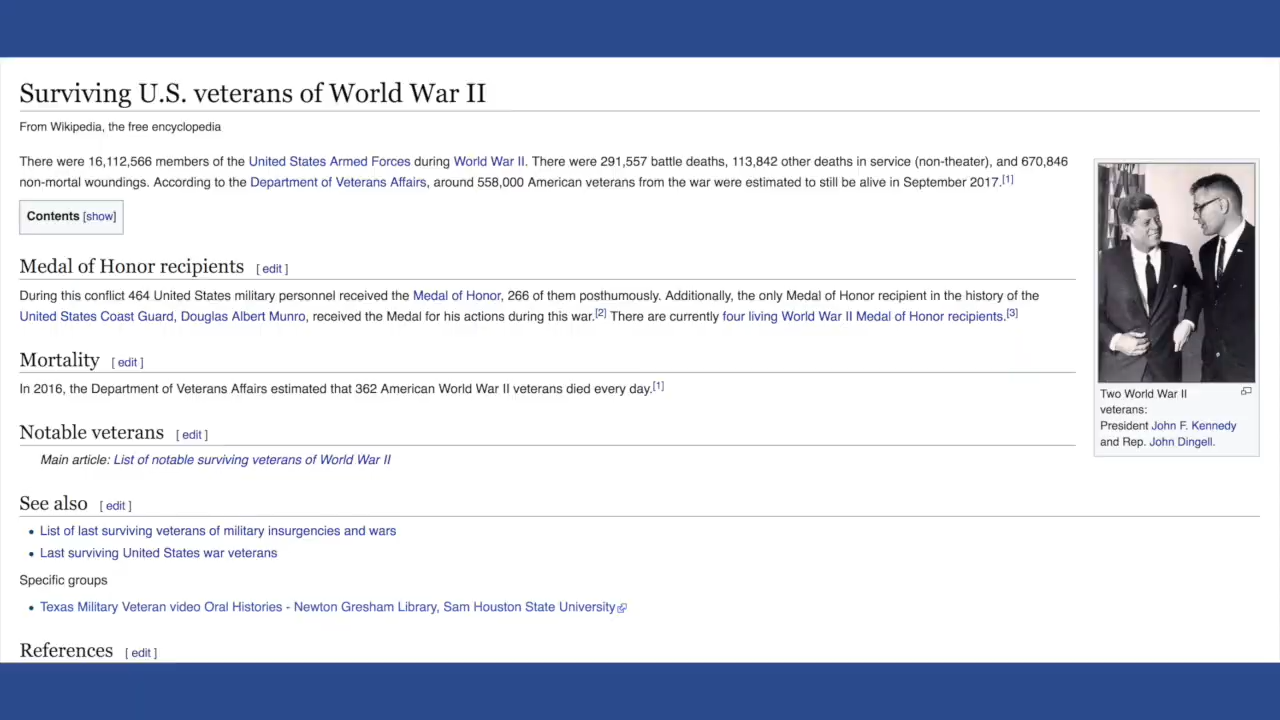 Surviving U.S. veterans of World War II
From Wikipedia, the free encyclopedia
There were 16,112,566 members of the United States Armed Forces during World War II. There were 291,557 battle deaths, 113,842 other deaths in service (non-theater), and 670,846
non-mortal woundings. According to the Department of Veterans Affairs, around 558,000 American veterans from the war were estimated to still be alive in September 2017.[1]
Contents [show]
Medal of Honor recipients [ edit ]
During this conflict 464 United States military personnel received the Medal of Honor, 266 of them posthumously. Additionally, the only Medal of Honor recipient in the history of the
United States Coast Guard, Douglas Albert Munro, received the Medal for his actions during this war.[2] There are currently four living World War II Medal of Honor recipients.[3]
Mortality [ edit ]
In 2016, the Department of Veterans Affairs estimated that 362 American World War II veterans died every day.[1]
Notable veterans [ edit ]
Main article: List of notable surviving veterans of World War II
See also [ edit ]
• List of last surviving veterans of military insurgencies and wars
• Last surviving United States war veterans
Specific groups
• Texas Military Veteran video Oral Histories - Newton Gresham Library, Sam Houston State University
References [ edit ]
Two World War II
veterans:
President John F. Kennedy
and Rep. John Dingell.